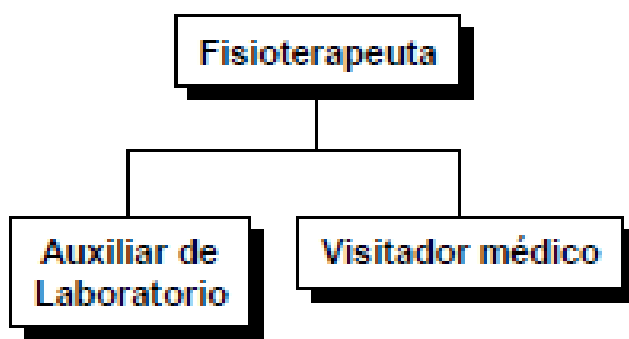 Fisioterapeuta
Auxiliar de
Laboratorio
Visitador médico